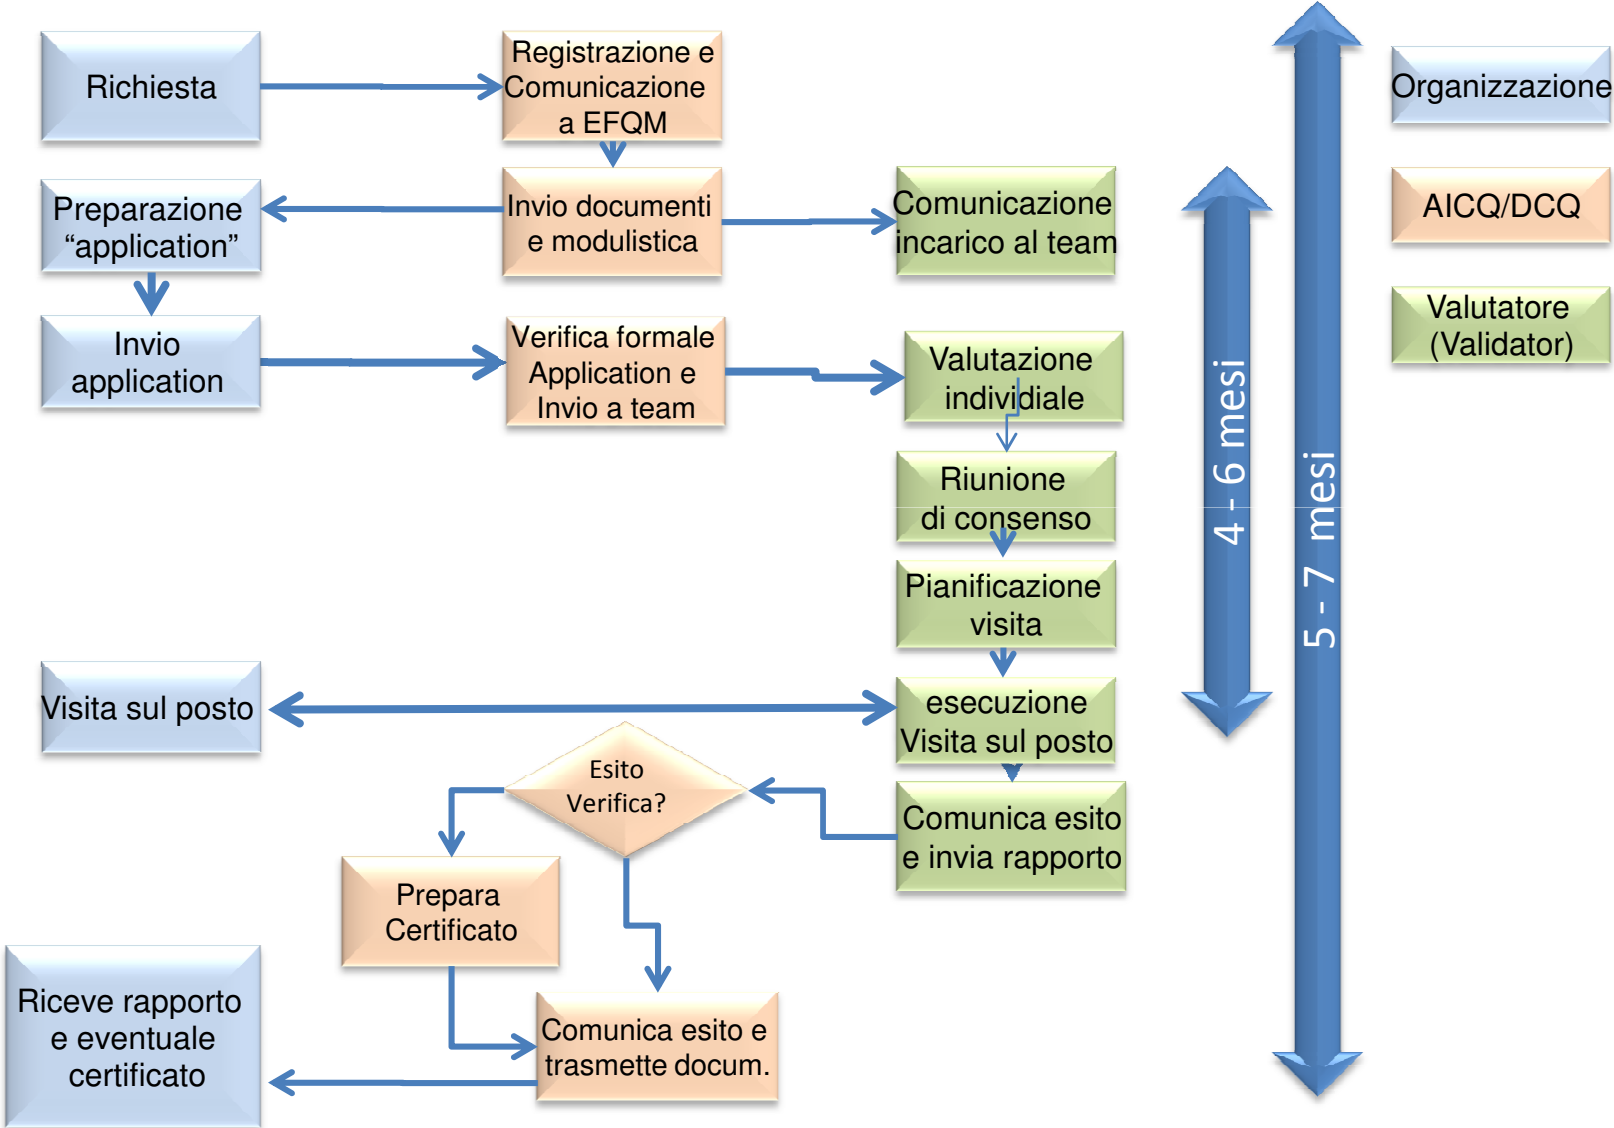 Richiesta
Registrazione e
Comunicazione
a EFQM
Organizzazione
Preparazione
“application”
Invio documenti
e modulistica
Comunicazione
incarico al team
AICQ/DCQ
Invio
application
Verifica formale
Application e
Invio a team
Valutazione
individiale
Valutatore
(Validator)
Riunione
di consenso
4 - 6 mesi
5 - 7 mesi
Pianificazione
visita
Visita sul posto
esecuzione
Visita sul posto
Esito
Verifica?
Comunica esito
e invia rapporto
Prepara
Certificato
Riceve rapporto
e eventuale
certificato
Comunica esito e
trasmette docum.